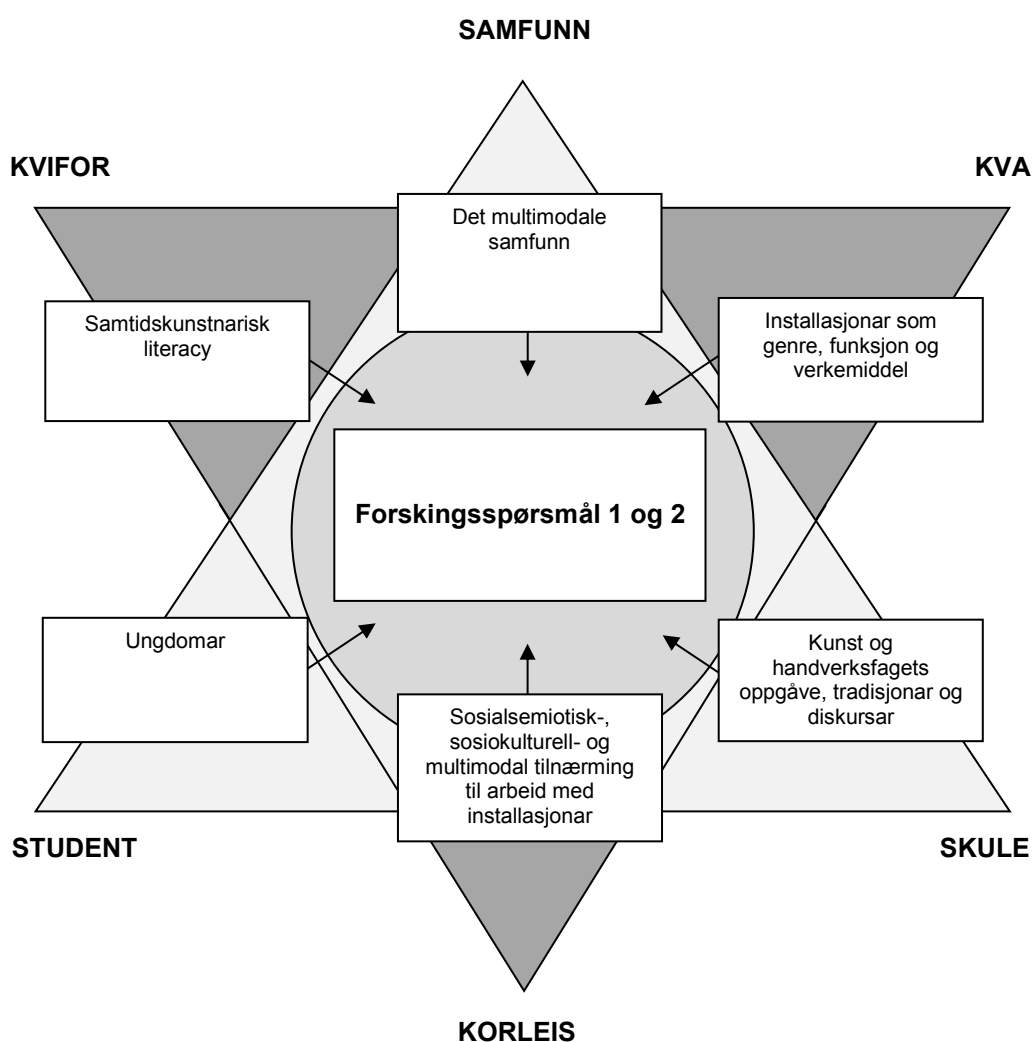 SAMFUNN
KVIFOR
KVA
Det multimodale
samfunn
Samtidskunstnarisk
literacy
Installasjonar som
genre, funksjon og
verkemiddel
Forskingsspørsmål 1 og 2
Ungdomar
Kunst og
handverksfagets
oppgåve, tradisjonar og
diskursar
Sosialsemiotisk-,
sosiokulturell- og
multimodal tilnærming
til arbeid med
installasjonar
STUDENT
SKULE
KORLEIS